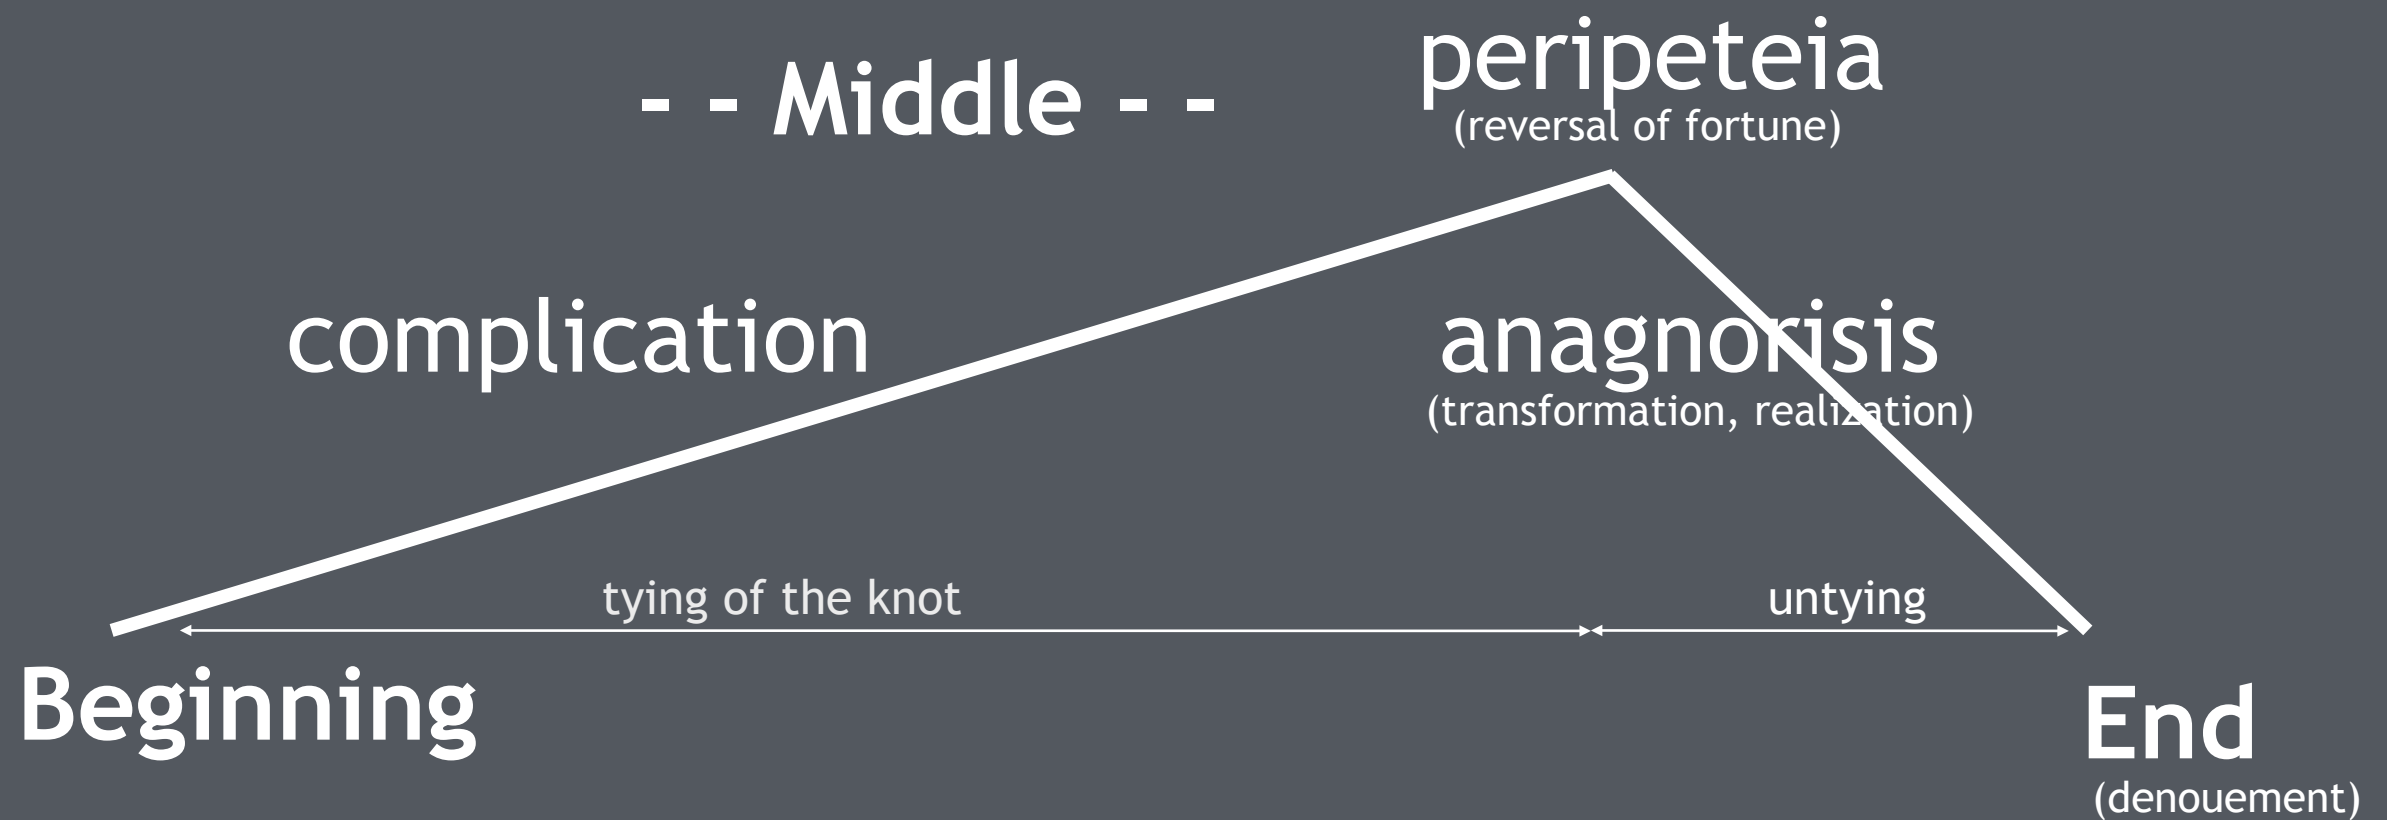 peripeteia
- - Middle - -
(reversal of fortune)
complication
anagnorisis
(transformation, realization)
tying of the knot
untying
Beginning
End
(denouement)